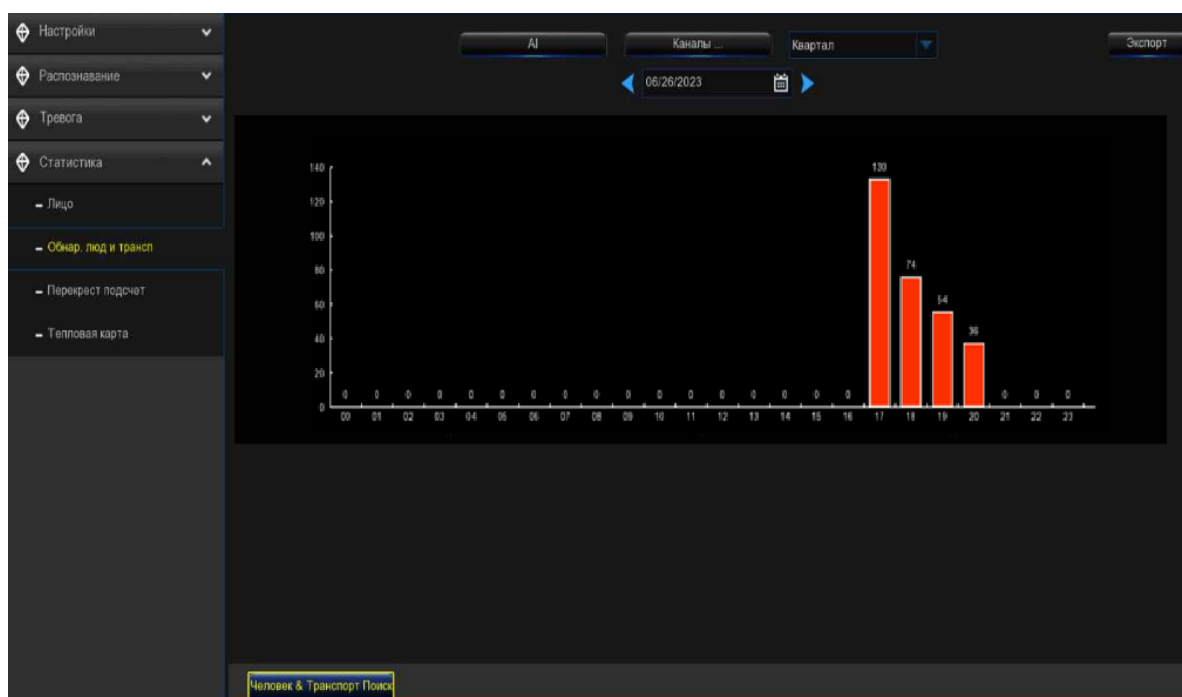 Настройки
AI
Каналы ...
Квартал
Экспорт
Распознавание
06/26/2023
Тревога
Статистика
Лицо
Обнар. люд и трансп
Перекрест подсчет
Тепловая карта
140
120
100
80
60
40
20
0
130
74
54
36
0 0 0 0 0 0 0 0 0 0 0 0 0 0 0 0 0 0 0 0
00 01 02 03 04 05 06 07 08 09 10 11 12 13 14 15 16 17 18 19 20 21 22 23
Человек & Транспорт Поиск